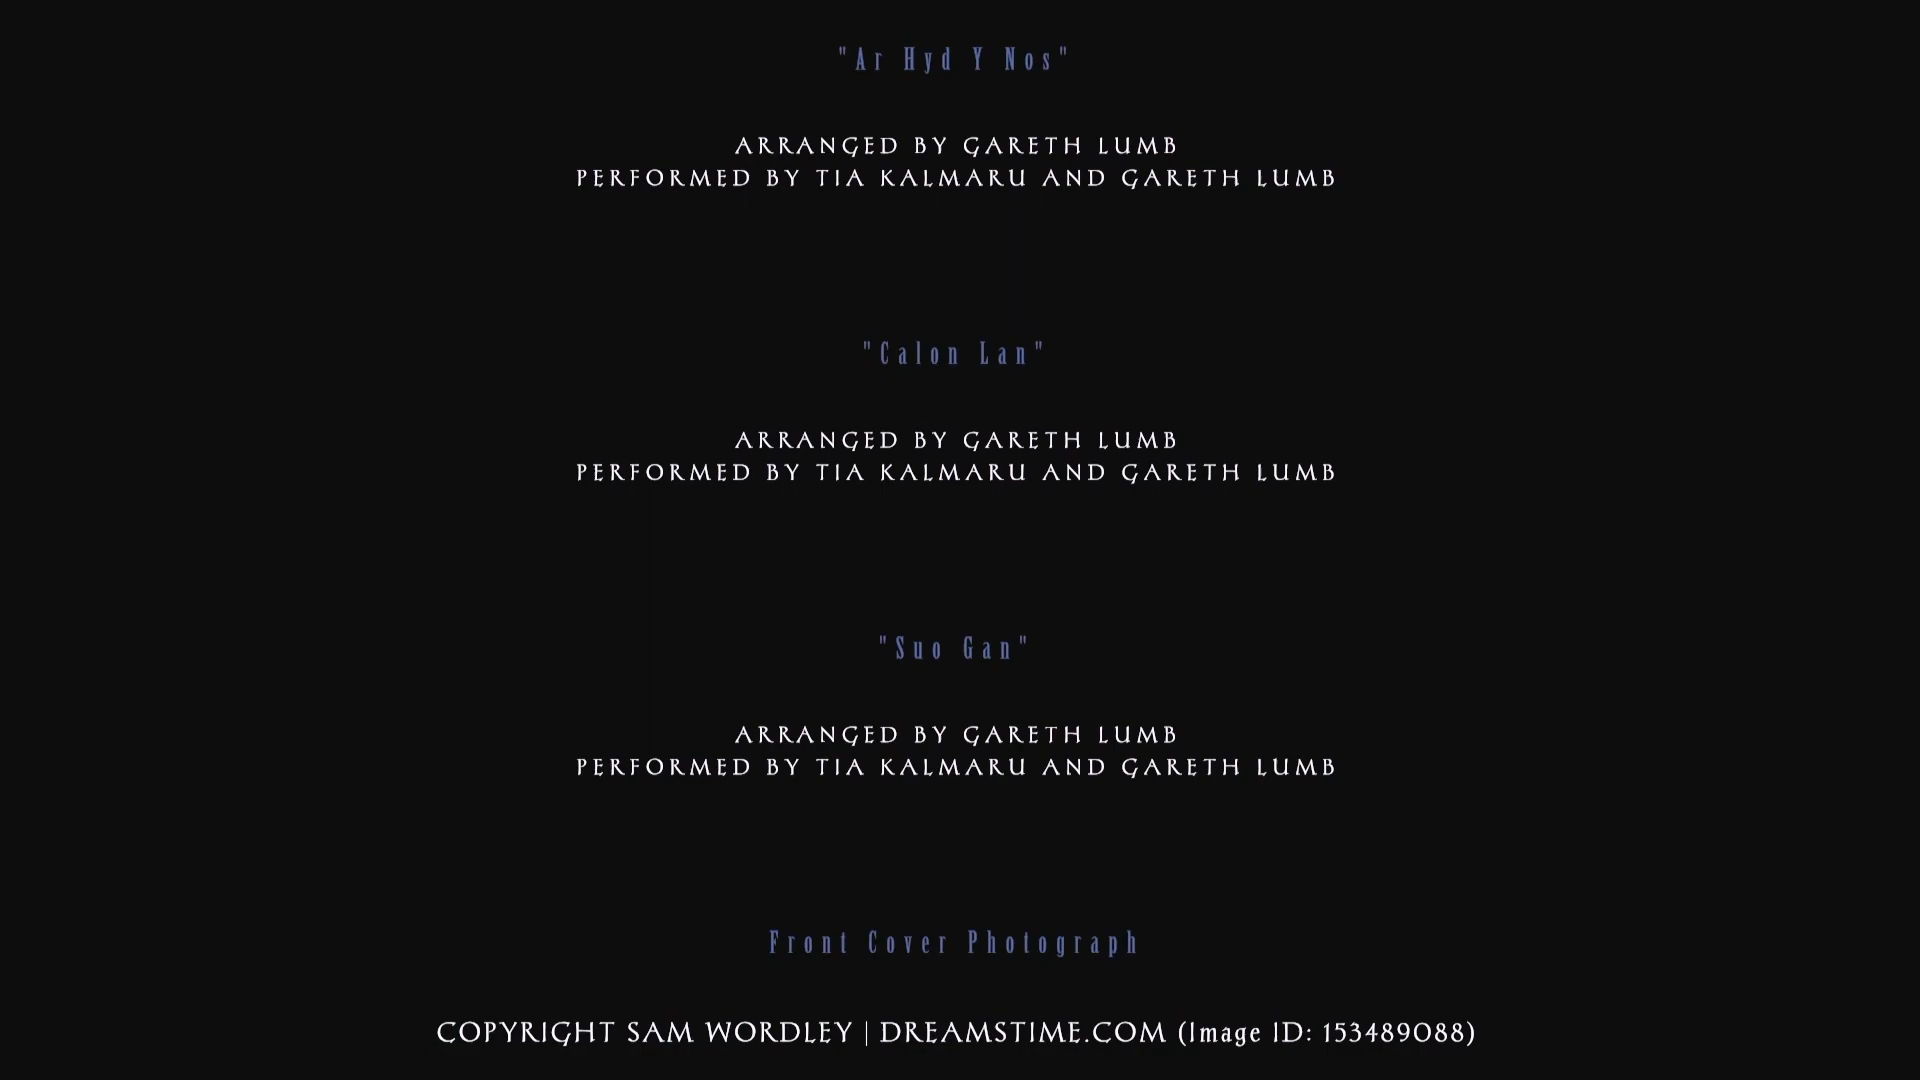 "Ar Hyd Y Nos"
ARRANGED BY GARETH LUMB
PERFORMED BY TIA KALMARU AND GARETH LUMB
"Calon Lan"
ARRANGED BY GARETH LUMB
PERFORMED BY TIA KALMARU AND GARETH LUMB
"Suo Gan"
ARRANGED BY GARETH LUMB
PERFORMED BY TIA KALMARU AND GARETH LUMB
Front Cover Photograph
COPYRIGHT SAM WORDLEY | DREAMSTIME.COM (Image ID: 153489088)